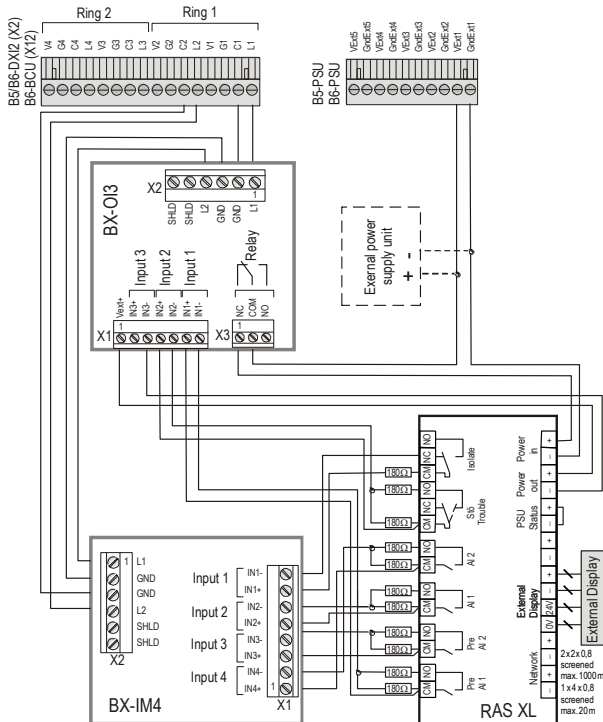 Ring 2
Ring 1
B5/B6-DXI2 (X2)
B6-BCU (X12)
V4
G4
C4
L4
V3
G3
C3
L3
V2
G2
C2
L2
V1
G1
C1
L1
B5-PSU
B6-PSU
VExt5
GndExt5
VExt4
GndExt4
VExt3
GndExt3
VExt2
GndExt2
VExt1
GndExt1
BX-OI3
X2
1
SHLD
SHLD
L2
GND
GND
L1
Input 3
Input 2
Input 1
Relay
Vext+
IN3+
IN3-
IN2+
IN2-
IN1+
IN1-
NC
COM
NO
X1
1
X3
1
Exernal power
supply unit
+
-
BX-IM4
1
L1
GND
GND
L2
SHLD
SHLD
X2
Input 1
Input 2
Input 3
Input 4
IN1-
IN1+
IN2-
IN2+
IN3-
IN3+
IN4-
IN4+
1
X1
180Ω
180Ω
180Ω
180Ω
180Ω
180Ω
180Ω
180Ω
180Ω
180Ω
180Ω
NO
NC
CM
Isolate
NO
NC
CM
Stö
Trouble
NO
CM
Al 2
NO
CM
Al 1
NO
CM
Pre
Al 2
NO
CM
Pre
Al 1
Power
in
+
–
Power
out
+
–
PSU
Status
+
–
+
–
External
Display
24V
0V
Network
+
–
+
–
External Display
2x2x0,8
screened
max.1000m
1x4x0,8
screened
max.20m
RAS XL